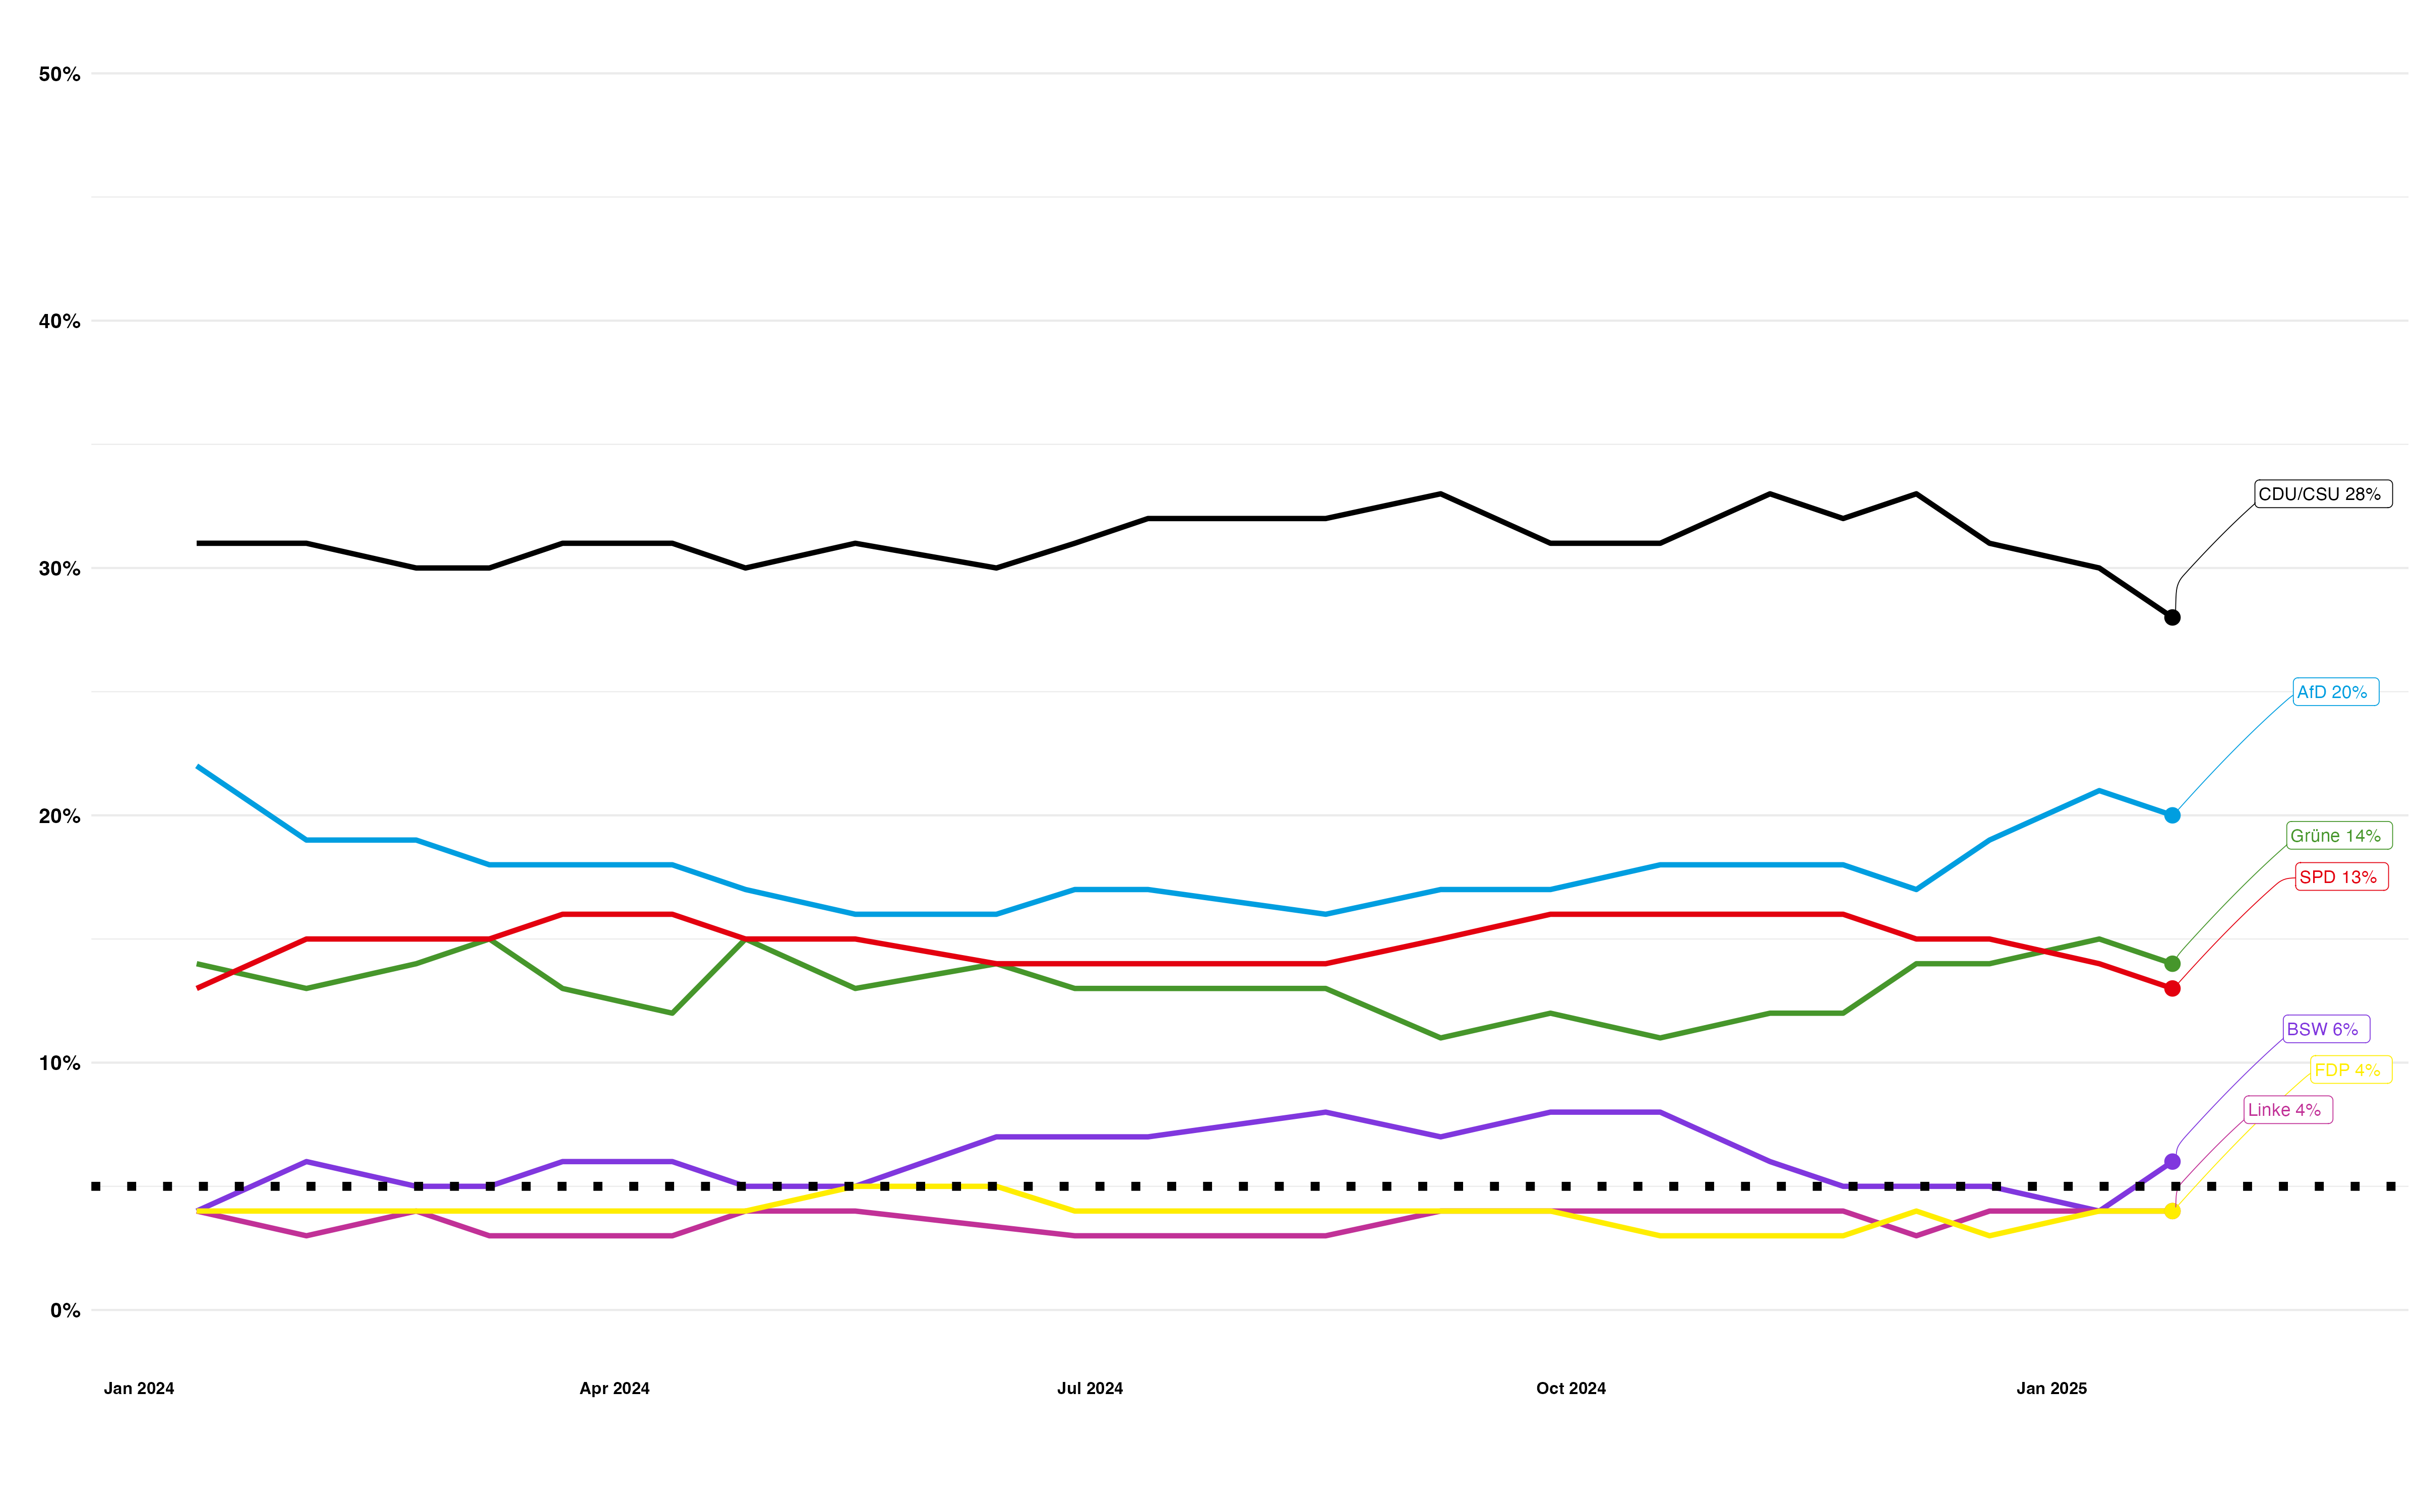 50%
40%
30%
20%
10%
0%
CDU/CSU 28%
AfD 20%
Grüne 14%
SPD 13%
BSW 6%
FDP 4%
Linke 4%
Jan 2024
Apr 2024
Jul 2024
Oct 2024
Jan 2025